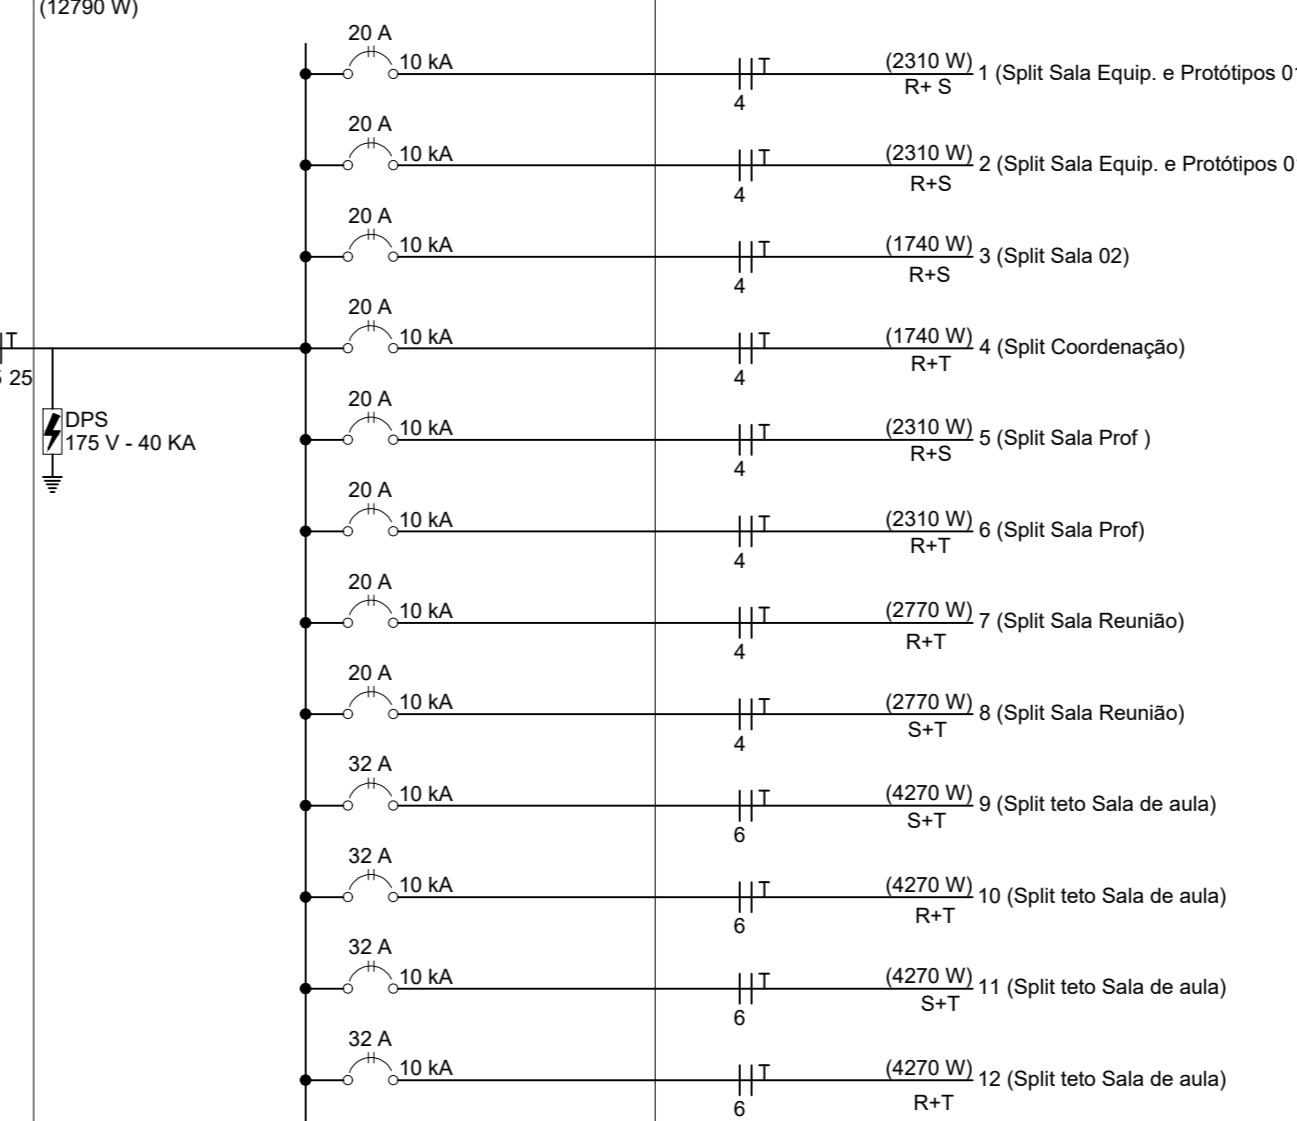 (12790 W)
20 A
10 kA
T
4
(2310 W)
R+ S
1 (Split Sala Equip. e Protótipos 01
20 A
10 kA
T
4
(2310 W)
R+S
2 (Split Sala Equip. e Protótipos 01
20 A
10 kA
T
4
(1740 W)
R+S
3 (Split Sala 02)
20 A
10 kA
T
4
(1740 W)
R+T
4 (Split Coordenação)
T
25
DPS
175 V - 40 KA
20 A
10 kA
T
4
(2310 W)
R+S
5 (Split Sala Prof )
20 A
10 kA
T
4
(2310 W)
R+T
6 (Split Sala Prof)
20 A
10 kA
T
4
(2770 W)
R+T
7 (Split Sala Reunião)
20 A
10 kA
T
4
(2770 W)
S+T
8 (Split Sala Reunião)
32 A
10 kA
T
6
(4270 W)
S+T
9 (Split teto Sala de aula)
32 A
10 kA
T
6
(4270 W)
R+T
10 (Split teto Sala de aula)
32 A
10 kA
T
6
(4270 W)
S+T
11 (Split teto Sala de aula)
32 A
10 kA
T
6
(4270 W)
R+T
12 (Split teto Sala de aula)